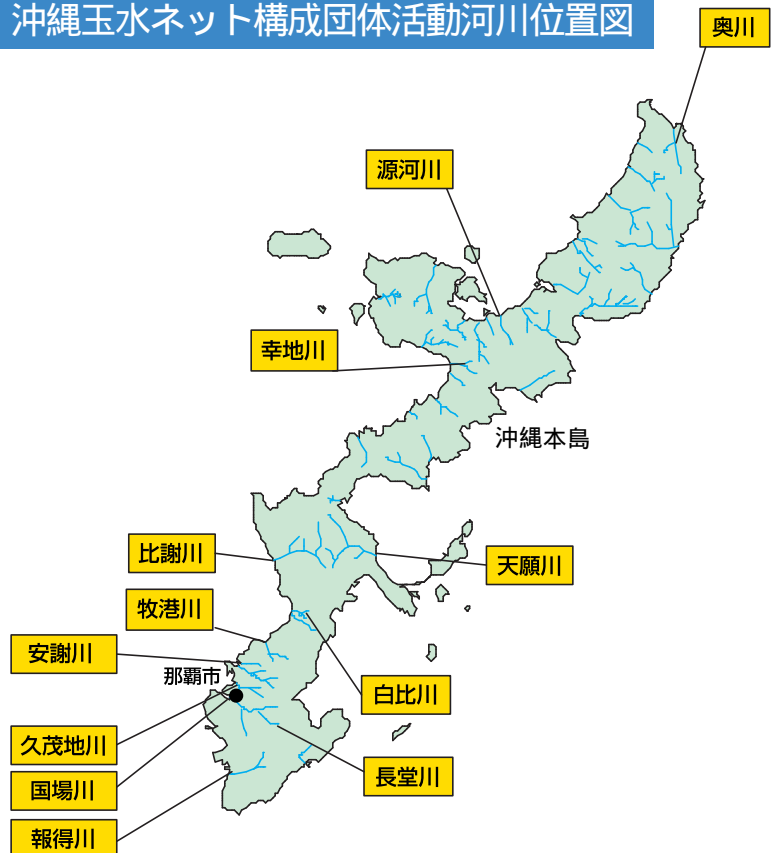 沖縄玉水ネット構成団体活動河川位置図
奥川
源河川
幸地川
沖縄本島
比謝川
天願川
牧港川
安謝川
那覇市
白比川
久茂地川
長堂川
国場川
報得川